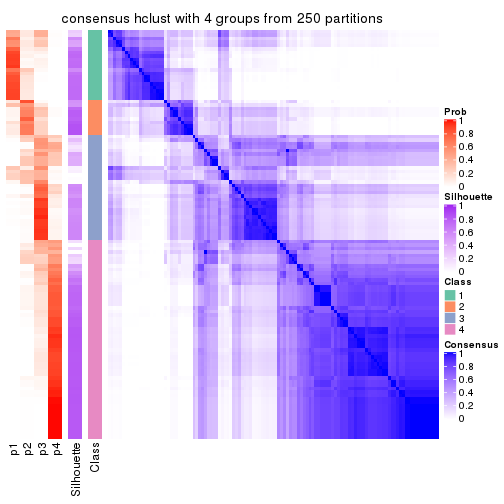 consensus hclust with 4 groups from 250 partitions
Prob
1
0.8
0.6
0.4
0.2
0
Silhouette
1
0.8
0.6
0.4
0.2
0
Class
1
2
3
4
Consensus
1
0.8
0.6
0.4
0.2
0
p1
p2
p3
p4
Silhouette
Class